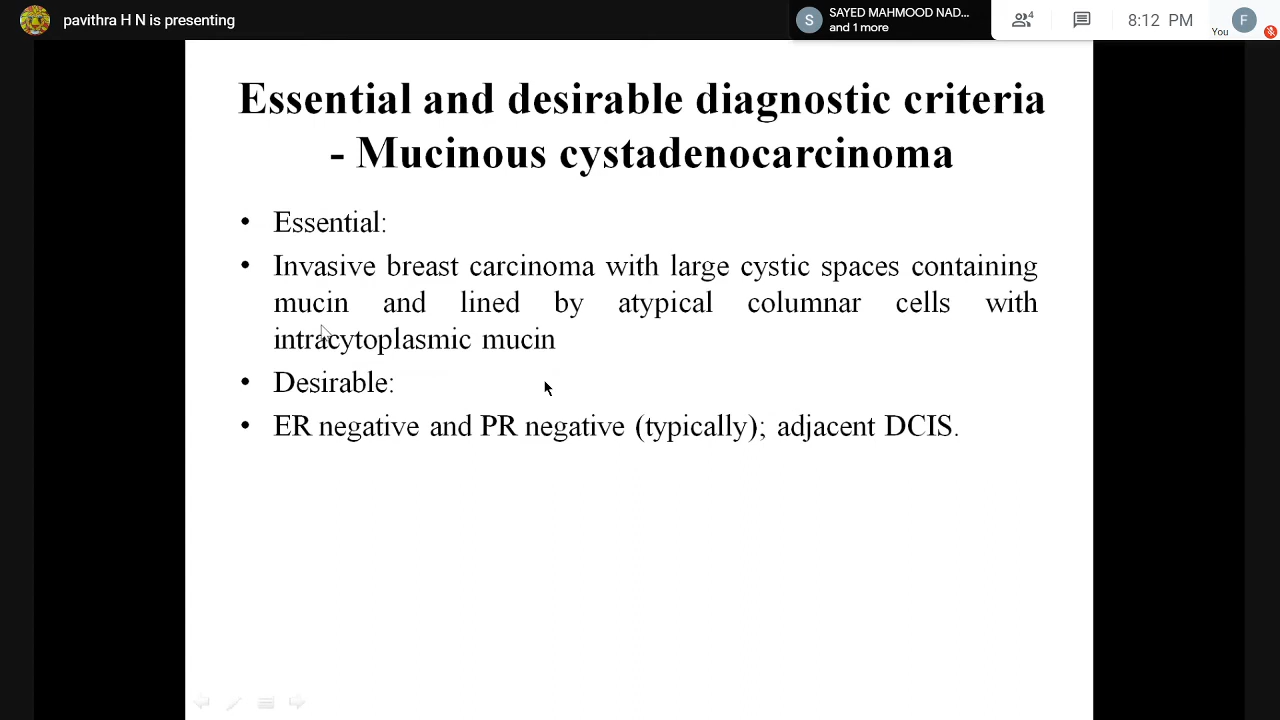 pavithra H N is presenting
S
SAYED MAHMOOD NAD...
and 1 more
4
8:12 PM
You
F
Essential and desirable diagnostic criteria
- Mucinous cystadenocarcinoma
• Essential:
• Invasive breast carcinoma with large cystic spaces containing
mucin and lined by atypical columnar cells with
intracytoplasmic mucin
• Desirable:
• ER negative and PR negative (typically); adjacent DCIS.